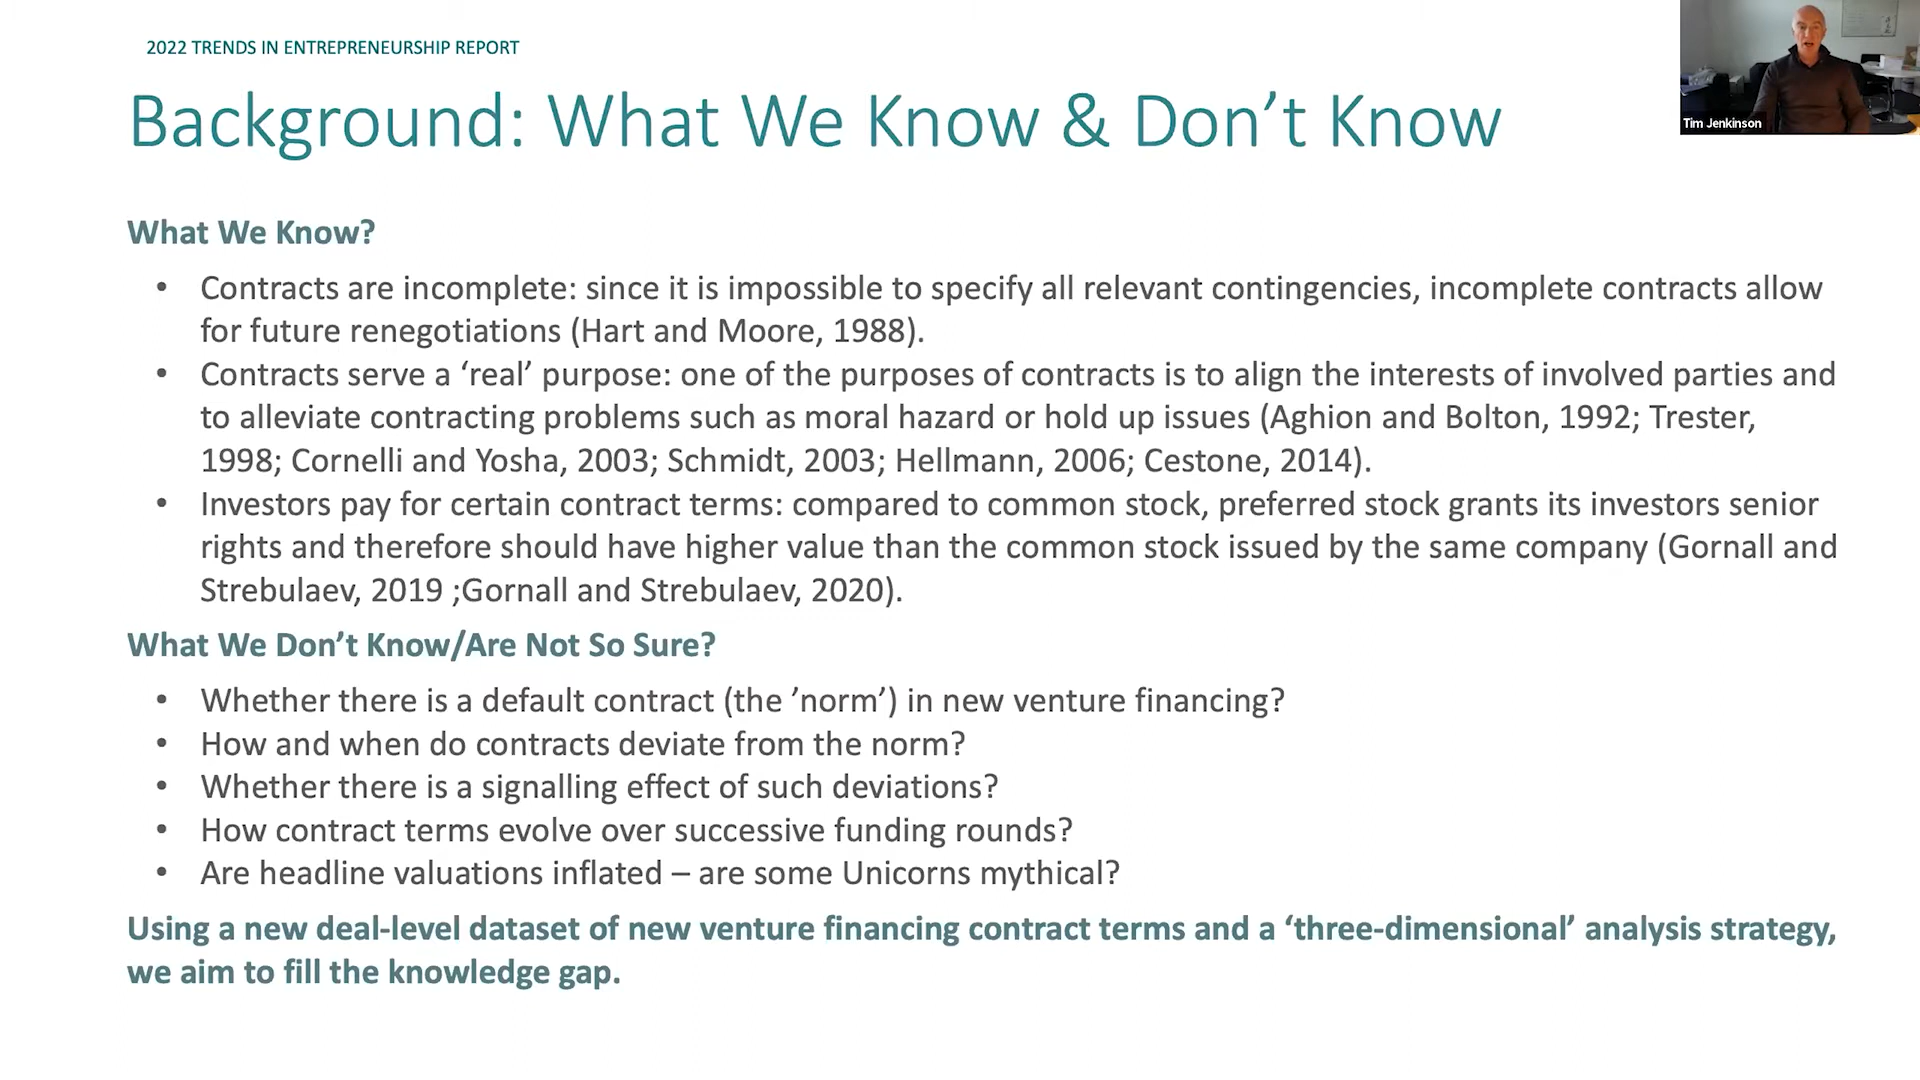 2022 TRENDS IN ENTREPRENEURSHIP REPORT
Background: What We Know & Don’t Know
Tim Jenkinson
What We Know?
• Contracts are incomplete: since it is impossible to specify all relevant contingencies, incomplete contracts allow
for future renegotiations (Hart and Moore, 1988).
• Contracts serve a ‘real’ purpose: one of the purposes of contracts is to align the interests of involved parties and
to alleviate contracting problems such as moral hazard or hold up issues (Aghion and Bolton, 1992; Trester,
1998; Cornelli and Yosha, 2003; Schmidt, 2003; Hellmann, 2006; Cestone, 2014).
• Investors pay for certain contract terms: compared to common stock, preferred stock grants its investors senior
rights and therefore should have higher value than the common stock issued by the same company (Gornall and
Strebulaev, 2019 ;Gornall and Strebulaev, 2020).
What We Don’t Know/Are Not So Sure?
• Whether there is a default contract (the ’norm’) in new venture financing?
• How and when do contracts deviate from the norm?
• Whether there is a signalling effect of such deviations?
• How contract terms evolve over successive funding rounds?
• Are headline valuations inflated – are some Unicorns mythical?
Using a new deal-level dataset of new venture financing contract terms and a ‘three-dimensional’ analysis strategy,
we aim to fill the knowledge gap.